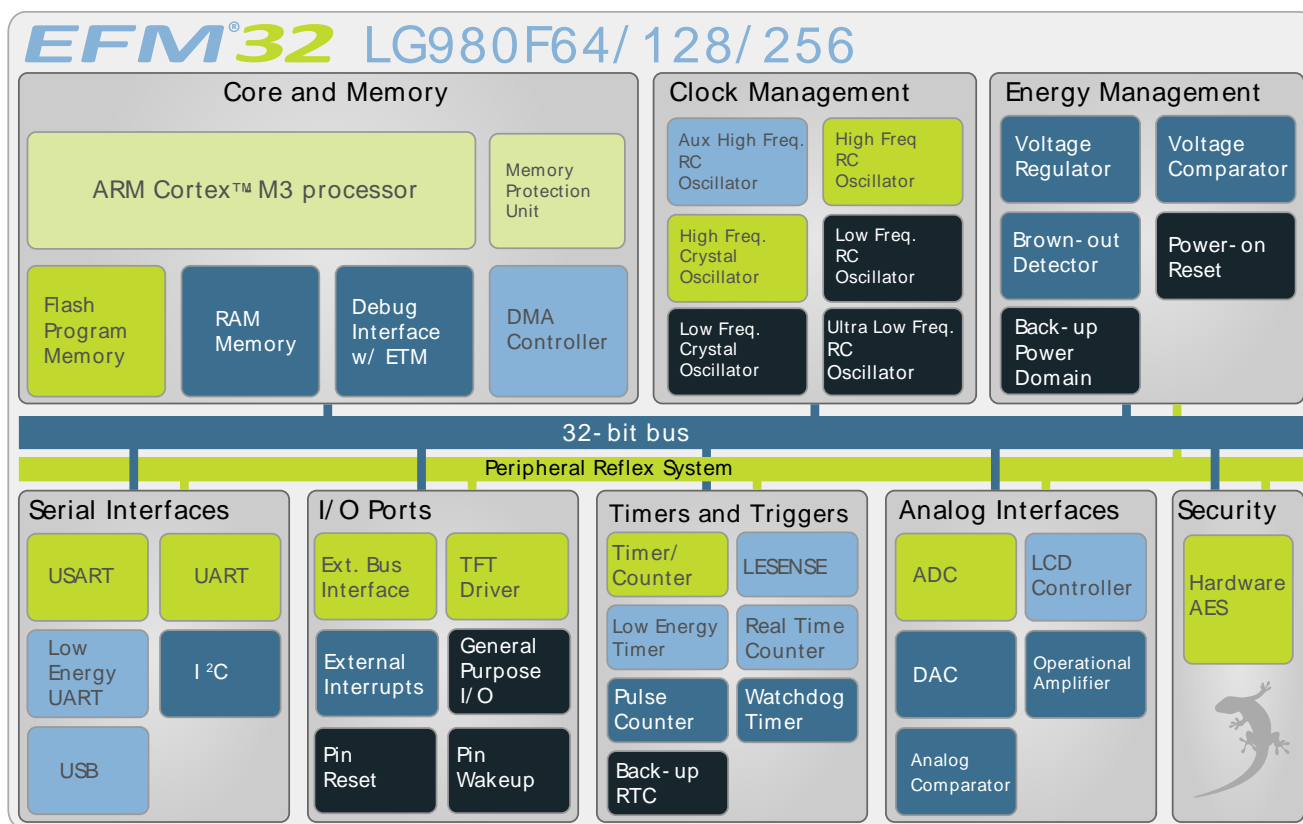 EFM®32 LG980F64/128/256
Core and Memory
ARM Cortex™ M3 processor
Memory
Protection
Unit
Flash
Program
Memory
RAM
Memory
Debug
Interface
w/ ETM
DMA
Controller
Clock Management
Aux High Freq.
RC
Oscillator
High Freq
RC
Oscillator
High Freq.
Crystal
Oscillator
Low Freq.
RC
Oscillator
Low Freq.
Crystal
Oscillator
Ultra Low Freq.
RC
Oscillator
Energy Management
Voltage
Regulator
Voltage
Comparator
Brown-out
Detector
Power-on
Reset
Back-up
Power
Domain
32-bit bus
Peripheral Reflex System
Serial Interfaces
USART
UART
Low
Energy
UART
I²C
USB
I/O Ports
Ext. Bus
Interface
TFT
Driver
External
Interrupts
General
Purpose
I/O
Pin
Reset
Pin
Wakeup
Timers and Triggers
Timer/
Counter
LESENSE
Low Energy
Timer
Real Time
Counter
Pulse
Counter
Watchdog
Timer
Back-up
RTC
Analog Interfaces
ADC
LCD
Controller
DAC
Operational
Amplifier
Analog
Comparator
Security
Hardware
AES